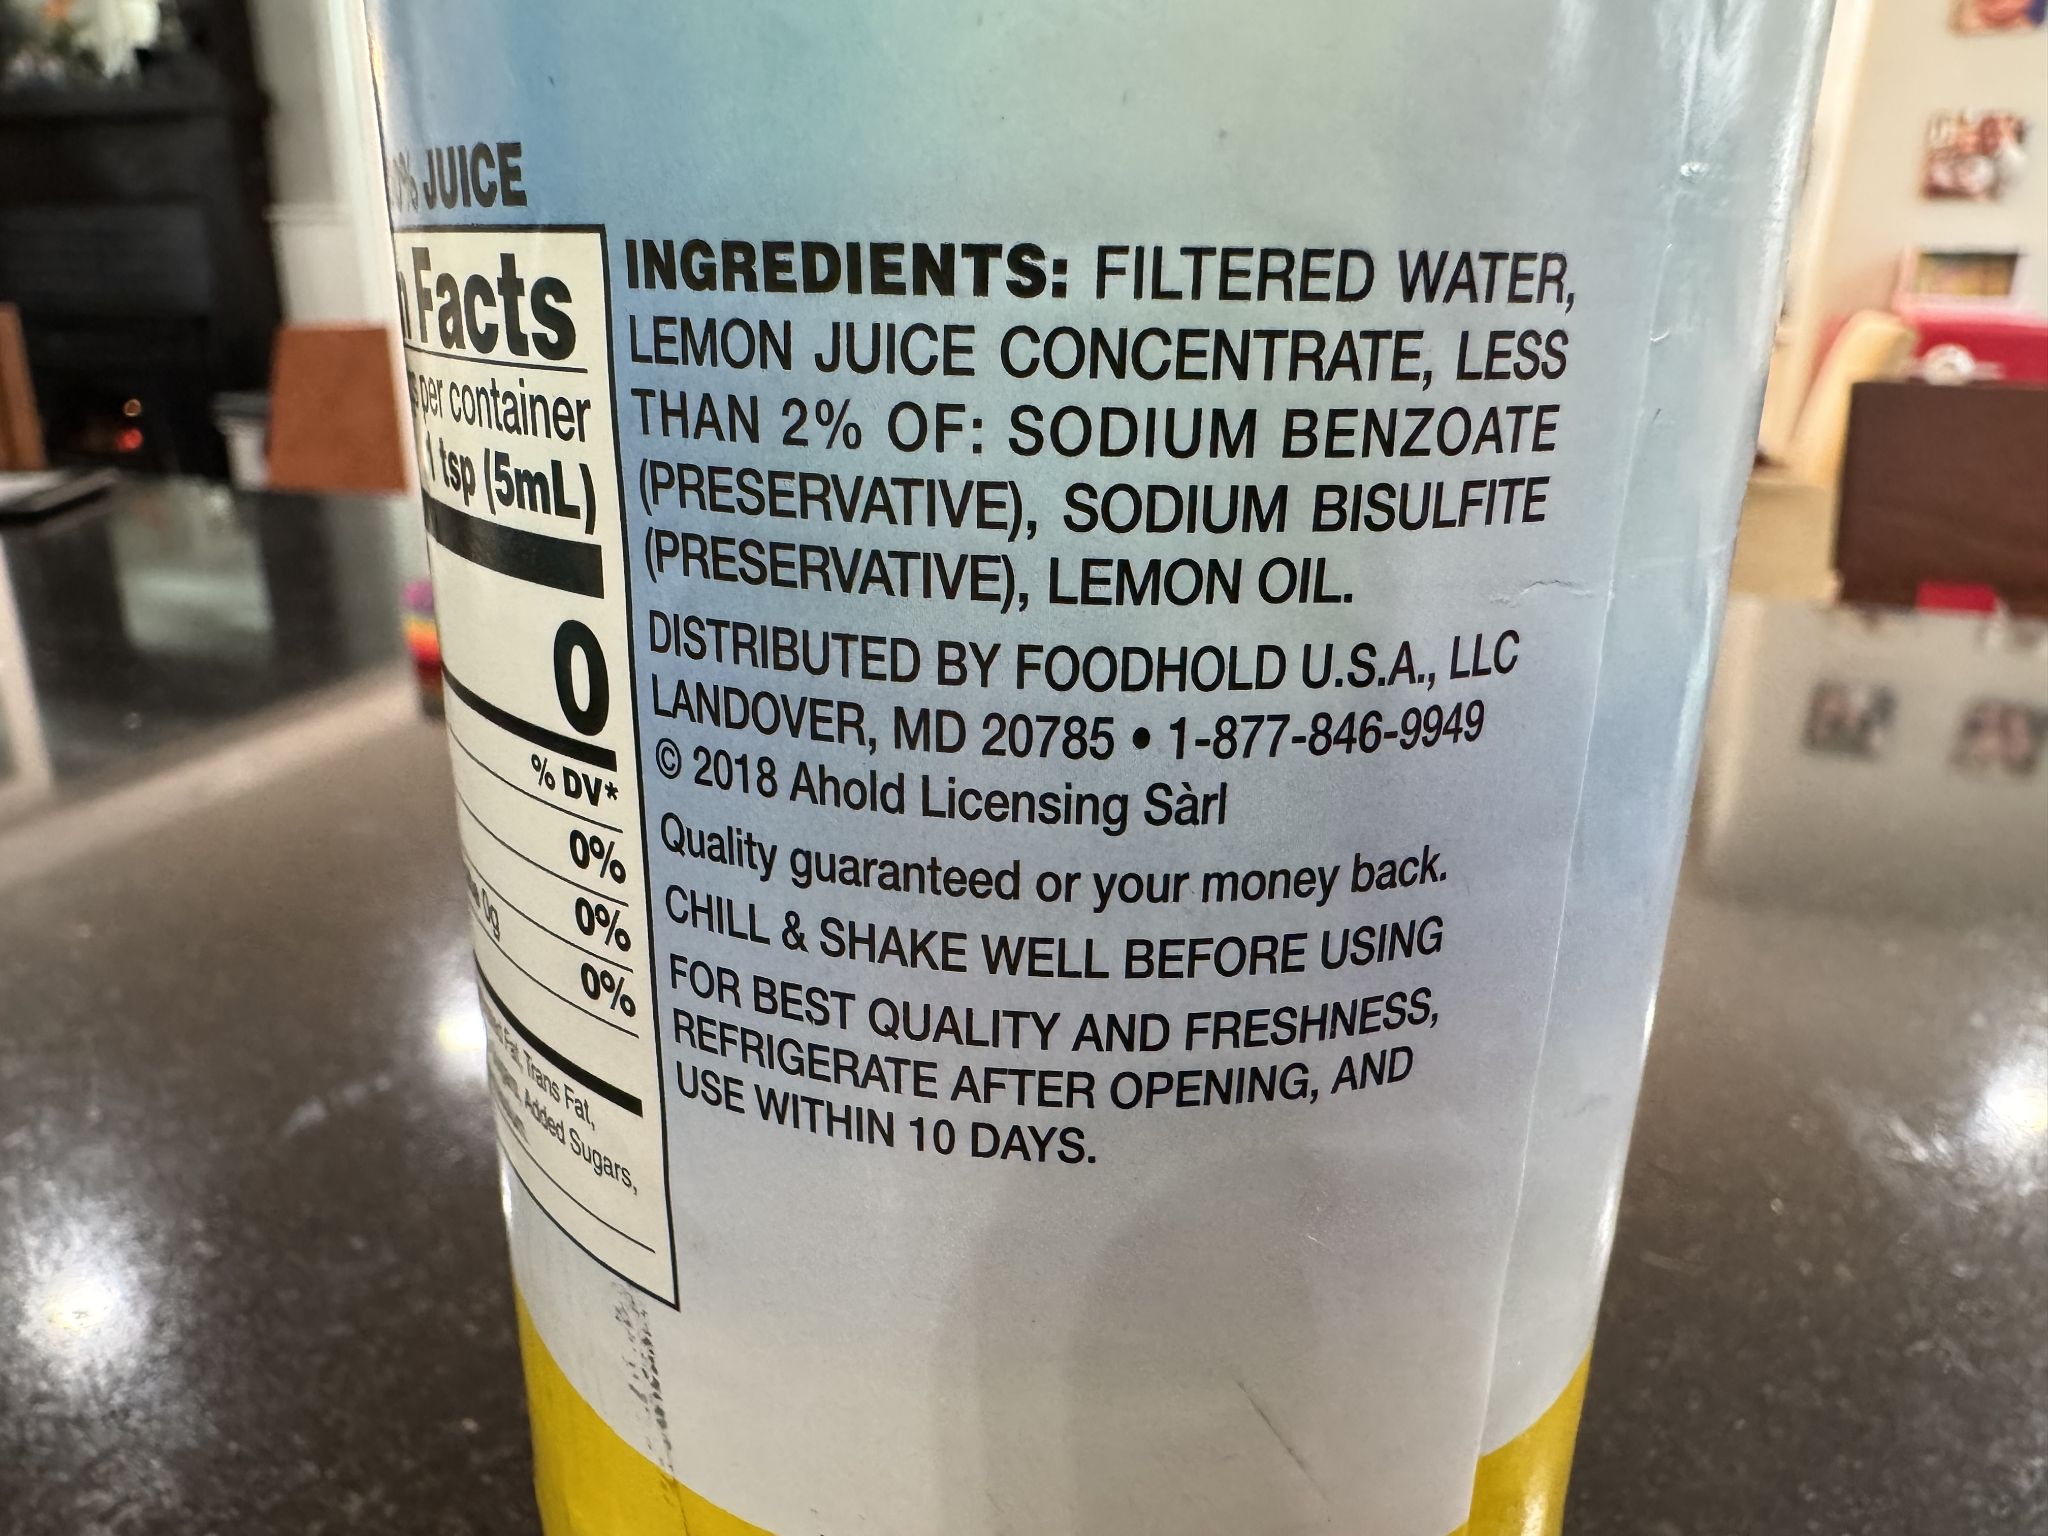 % JUICE
Facts
per container
1 tsp (5mL)
0
% DV*
0%
0g 0%
0%
Fat, Trans Fat,
Added Sugars,
INGREDIENTS: FILTERED WATER,
LEMON JUICE CONCENTRATE, LESS
THAN 2% OF: SODIUM BENZOATE
(PRESERVATIVE), SODIUM BISULFITE
(PRESERVATIVE), LEMON OIL.
DISTRIBUTED BY FOODHOLD U.S.A., LLC
LANDOVER, MD 20785 • 1-877-846-9949
© 2018 Ahold Licensing Sàrl
Quality guaranteed or your money back.
CHILL & SHAKE WELL BEFORE USING
FOR BEST QUALITY AND FRESHNESS,
REFRIGERATE AFTER OPENING, AND
USE WITHIN 10 DAYS.